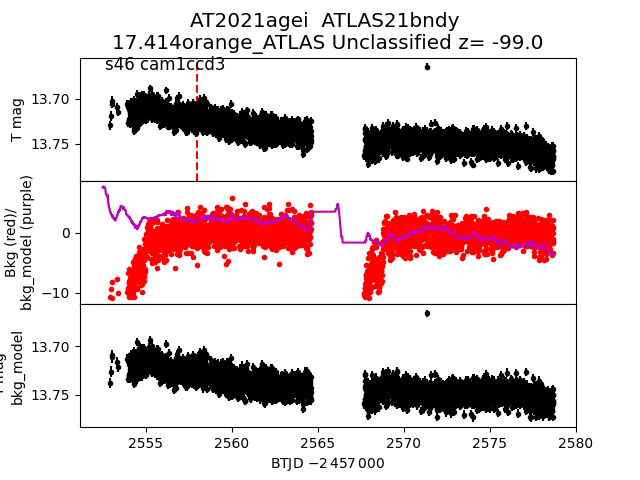 AT2021agei  ATLAS21bndy
17.414orange_ATLAS Unclassified z= -99.0
s46 cam1ccd3
T mag
13.70
13.75
Bkg (red)/
bkg_model (purple)
0
−10
mag
bkg_model
13.70
13.75
2555
2560
2565
2570
2575
2580
BTJD −2 457 000